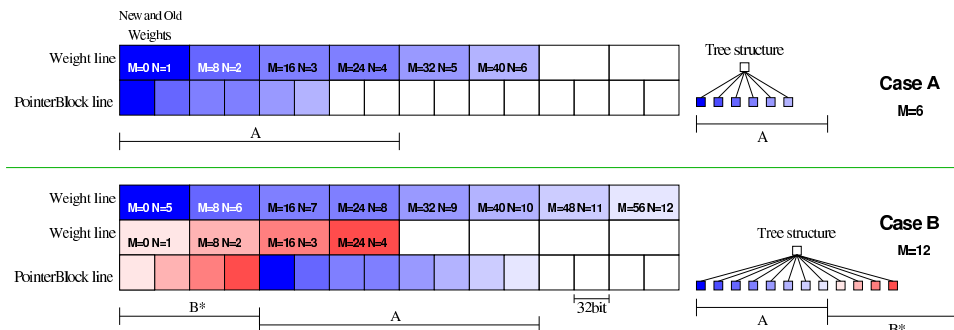 New and Old
Weights
Weight line
M=0 N=1 M=8 N=2 M=16 N=3 M=24 N=4 M=32 N=5 M=40 N=6
PointerBlock line
A
Tree structure
A
Case A
M=6
Weight line
M=0 N=5 M=8 N=6 M=16 N=7 M=24 N=8 M=32 N=9 M=40 N=10 M=48 N=11 M=56 N=12
Weight line
M=0 N=1 M=8 N=2 M=16 N=3 M=24 N=4
PointerBlock line
B*
A
32bit
Tree structure
A
B*
Case B
M=12